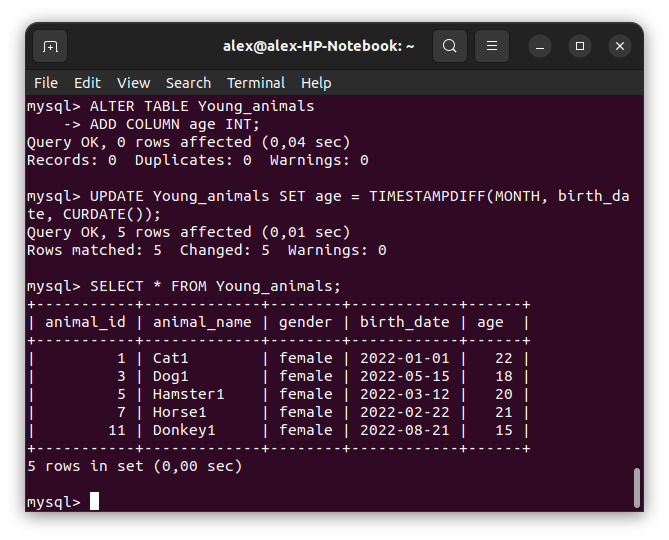 alex@alex-HP-Notebook: ~
File Edit View Search Terminal Help
mysql> ALTER TABLE Young_animals
    -> ADD COLUMN age INT;
Query OK, 0 rows affected (0,04 sec)
Records: 0  Duplicates: 0  Warnings: 0

mysql> UPDATE Young_animals SET age = TIMESTAMPDIFF(MONTH, birth_da
te, CURDATE());
Query OK, 5 rows affected (0,01 sec)
Rows matched: 5  Changed: 5  Warnings: 0

mysql> SELECT * FROM Young_animals;
+-----------+-------------+--------+------------+------+
| animal_id | animal_name | gender | birth_date | age  |
+-----------+-------------+--------+------------+------+
|         1 | Cat1        | female | 2022-01-01 |   22 |
|         3 | Dog1        | female | 2022-05-15 |   18 |
|         5 | Hamster1    | female | 2022-03-12 |   20 |
|         7 | Horse1      | female | 2022-02-22 |   21 |
|        11 | Donkey1     | female | 2022-08-21 |   15 |
+-----------+-------------+--------+------------+------+
5 rows in set (0,00 sec)

mysql>